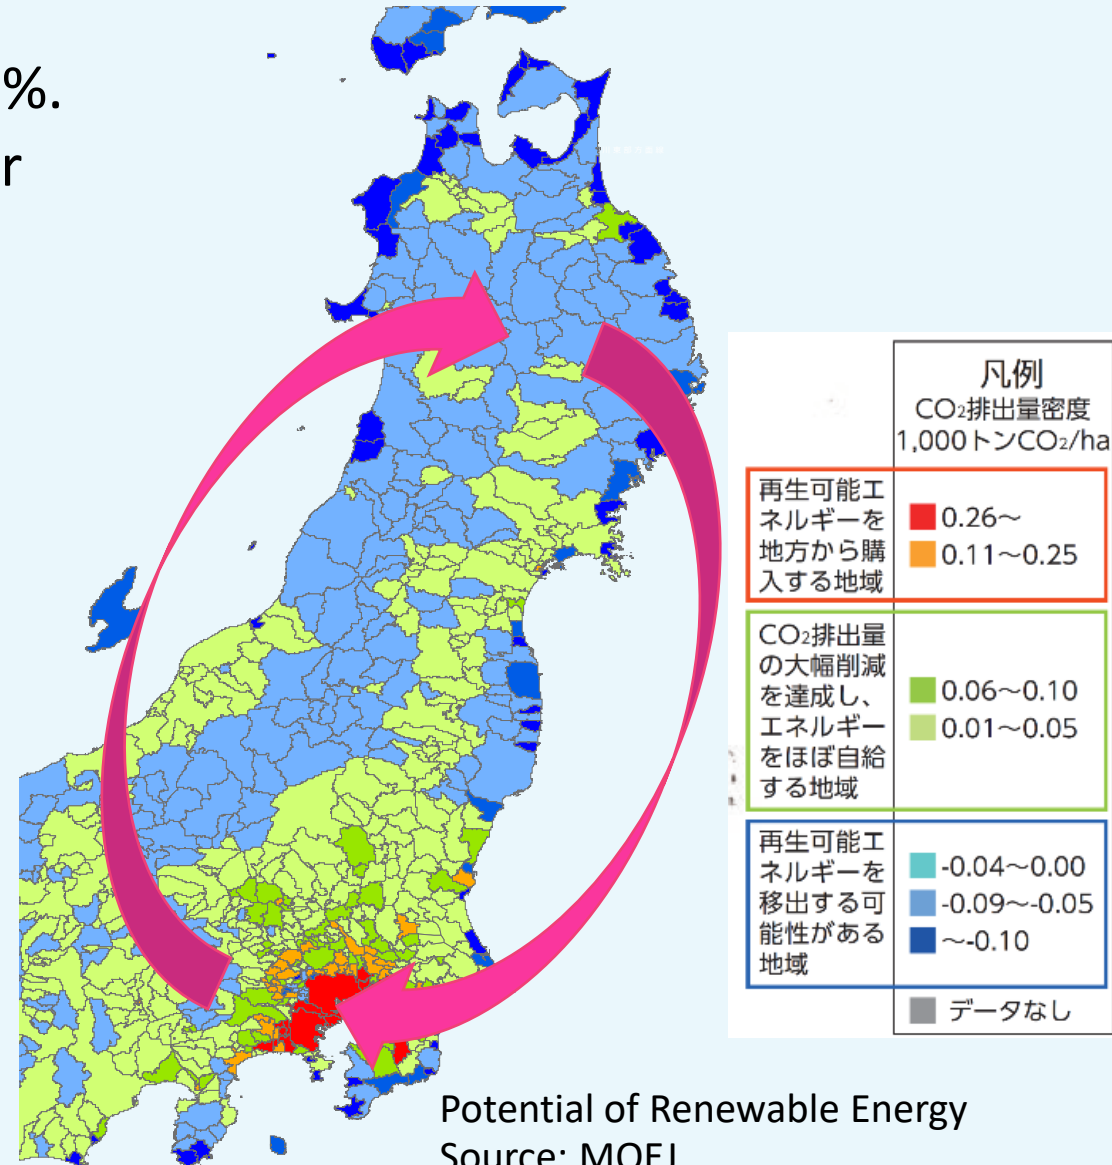 %.
r
凡例
CO₂排出量密度
1,000トンCO₂/ha
再生可能エ
ネルギーを
地方から購
入する地域
0.26～
0.11～0.25
CO₂排出量
の大幅削減
を達成し、
エネルギー
をほぼ自給
する地域
0.06～0.10
0.01～0.05
再生可能エ
ネルギーを
移出する可
能性がある
地域
-0.04～0.00
-0.09～-0.05
～-0.10
データなし
Potential of Renewable Energy
Source: MOEJ